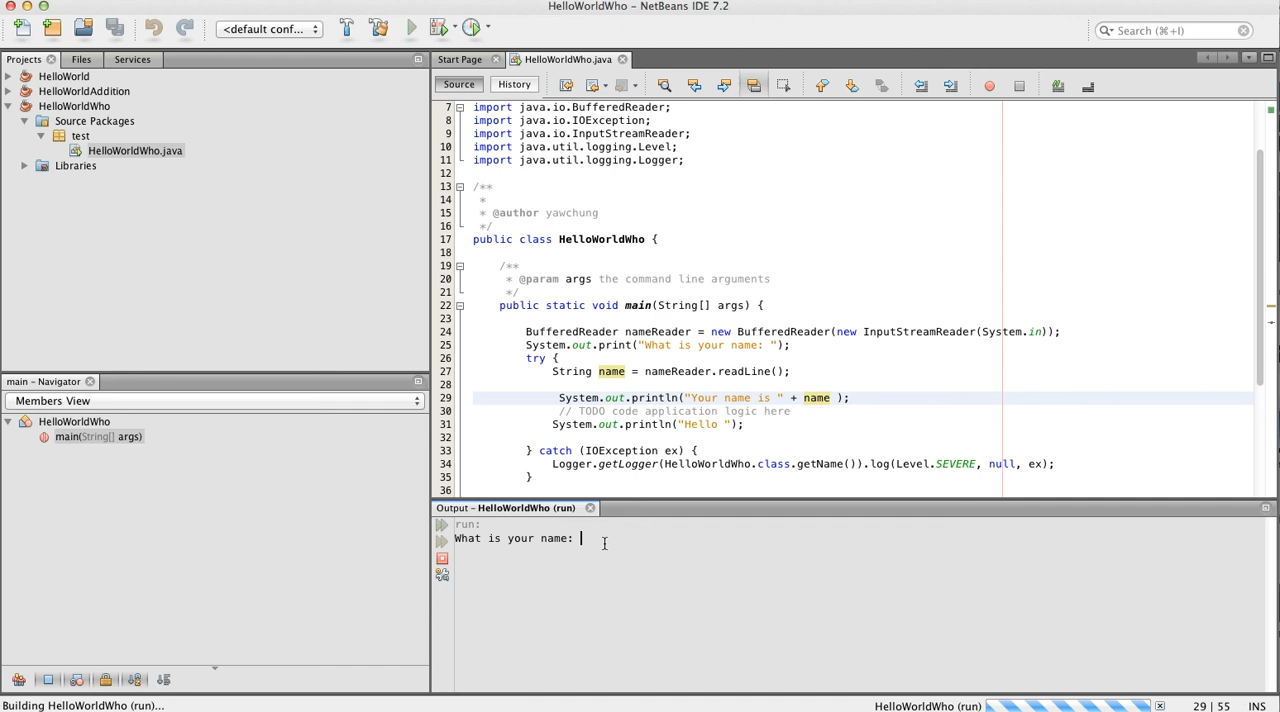 HelloWorldWho – NetBeans IDE 7.2
<default conf...
Search (⌘+I)
Projects Files Services
Start Page HelloWorldWho.java
Source History
HelloWorld
HelloWorldAddition
HelloWorldWho
Source Packages
test
HelloWorldWho.java
Libraries
7 import java.io.BufferedReader;
8 import java.io.IOException;
9 import java.io.InputStreamReader;
10 import java.util.logging.Level;
11 import java.util.logging.Logger;
12
13 /**
14 *
15 * @author yawchung
16 */
17 public class HelloWorldWho {
18
19 /**
20 * @param args the command line arguments
21 */
22 public static void main(String[] args) {
23
24 BufferedReader nameReader = new BufferedReader(new InputStreamReader(System.in));
25 System.out.print("What is your name: ");
26 try {
27 String name = nameReader.readLine();
28
29 System.out.println("Your name is " + name );
30 // TODO code application logic here
31 System.out.println("Hello ");
32
33 } catch (IOException ex) {
34 Logger.getLogger(HelloWorldWho.class.getName()).log(Level.SEVERE, null, ex);
35 }
36
main – Navigator
Members View
HelloWorldWho
main(String[] args)
Output – HelloWorldWho (run)
run:
What is your name:
Building HelloWorldWho (run)...
HelloWorldWho (run)
29 | 55
INS